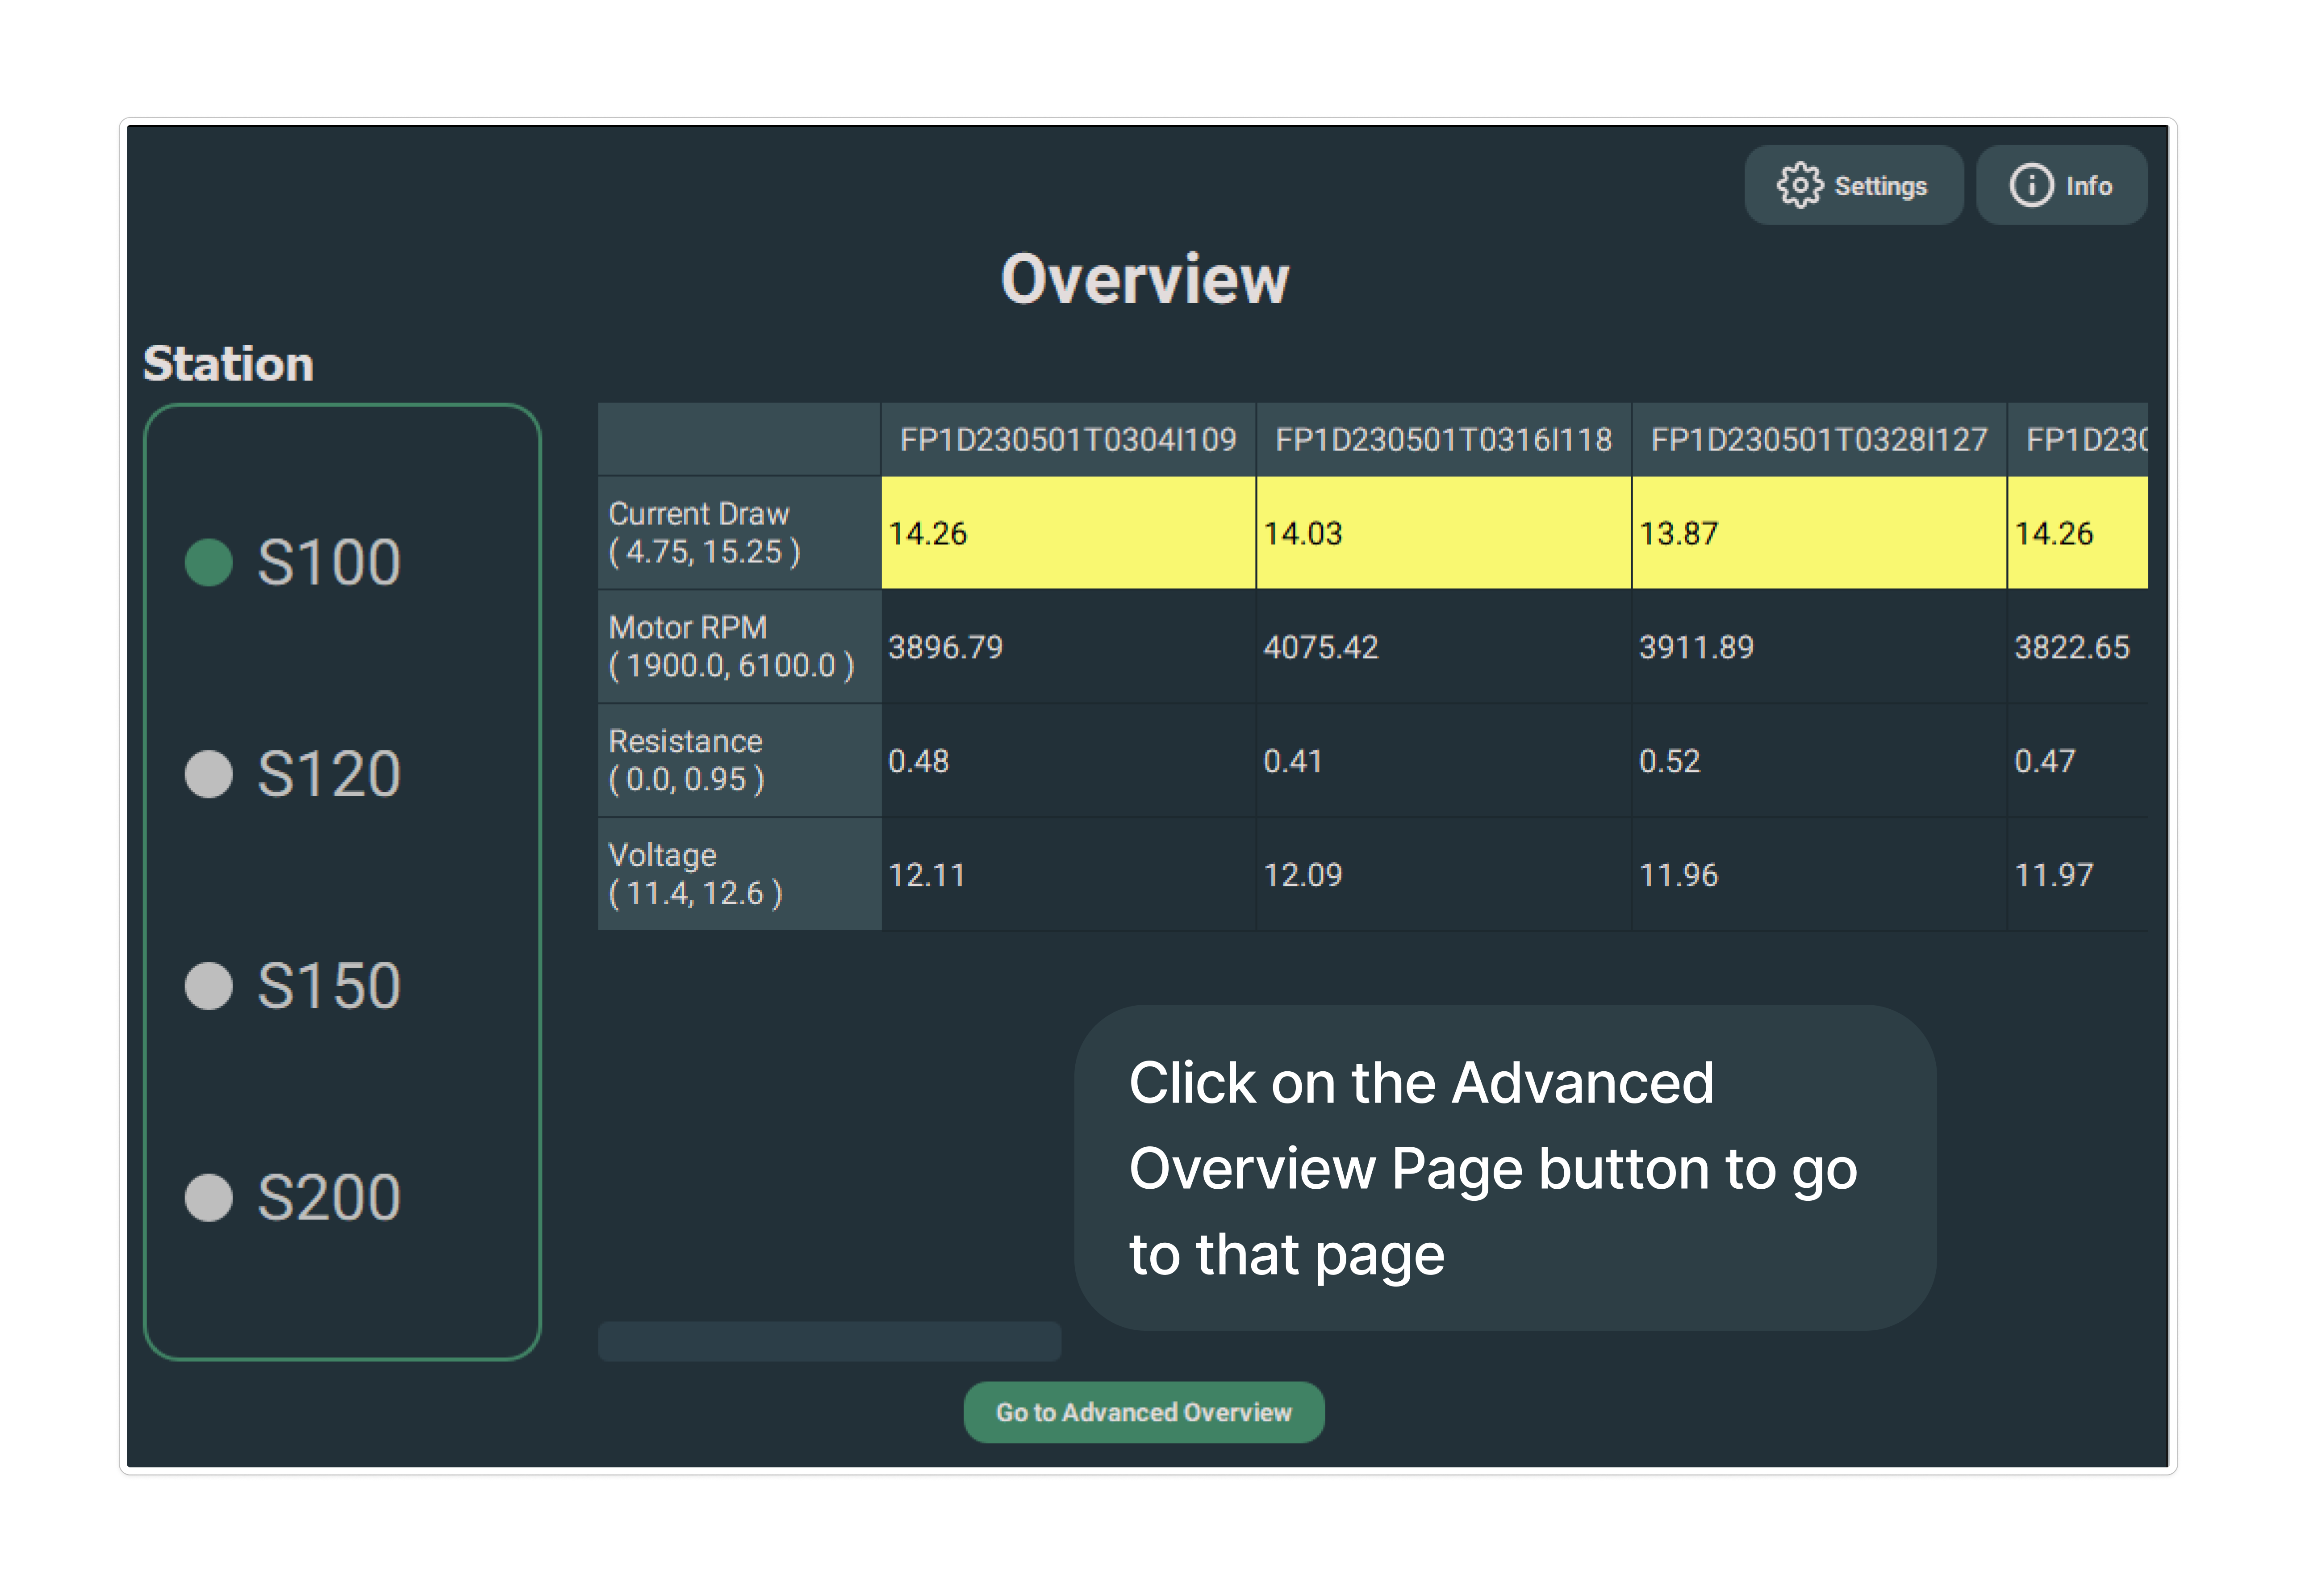 Settings
Info
Overview
Station
S100
S120
S150
S200
FP1D230501T0304I109 FP1D230501T0316I118 FP1D230501T0328I127 FP1D230
Current Draw
( 4.75, 15.25 )
14.26 14.03 13.87 14.26
Motor RPM
( 1900.0, 6100.0 )
3896.79 4075.42 3911.89 3822.65
Resistance
( 0.0, 0.95 )
0.48 0.41 0.52 0.47
Voltage
( 11.4, 12.6 )
12.11 12.09 11.96 11.97
Click on the Advanced
Overview Page button to go
to that page
Go to Advanced Overview